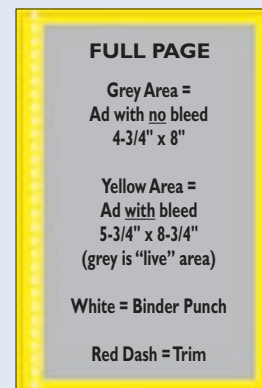 FULL PAGE
Grey Area =
Ad with no bleed
4-3/4" x 8"
Yellow Area =
Ad with bleed
5-3/4" x 8-3/4"
(grey is “live” area)
White = Binder Punch
Red Dash = Trim